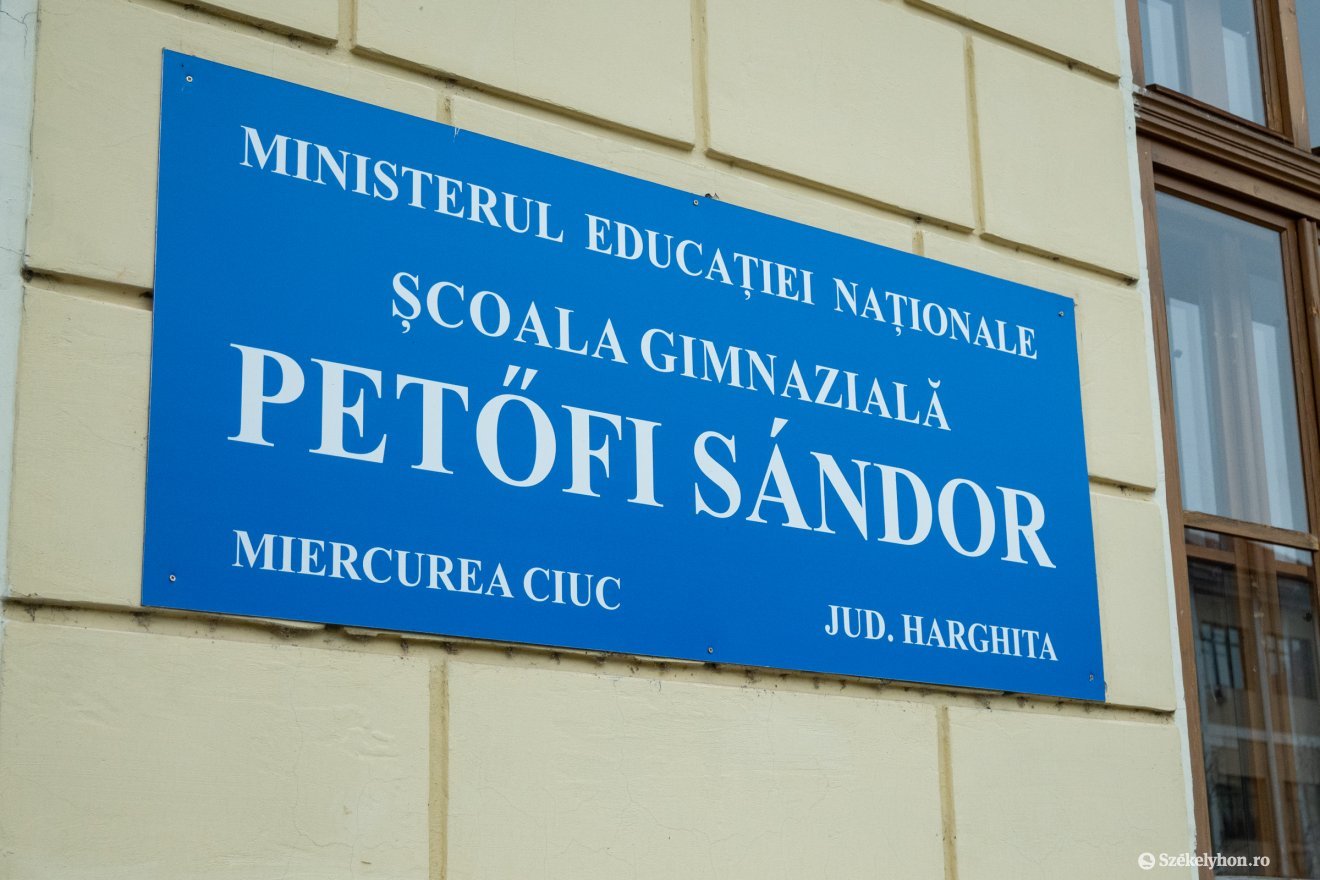 MINISTERUL EDUCAȚIEI NAȚIONALE
ȘCOALA GIMNAZIALĂ
PETŐFI SÁNDOR
MIERCUREA CIUC
JUD. HARGHITA
Székelyhon.ro